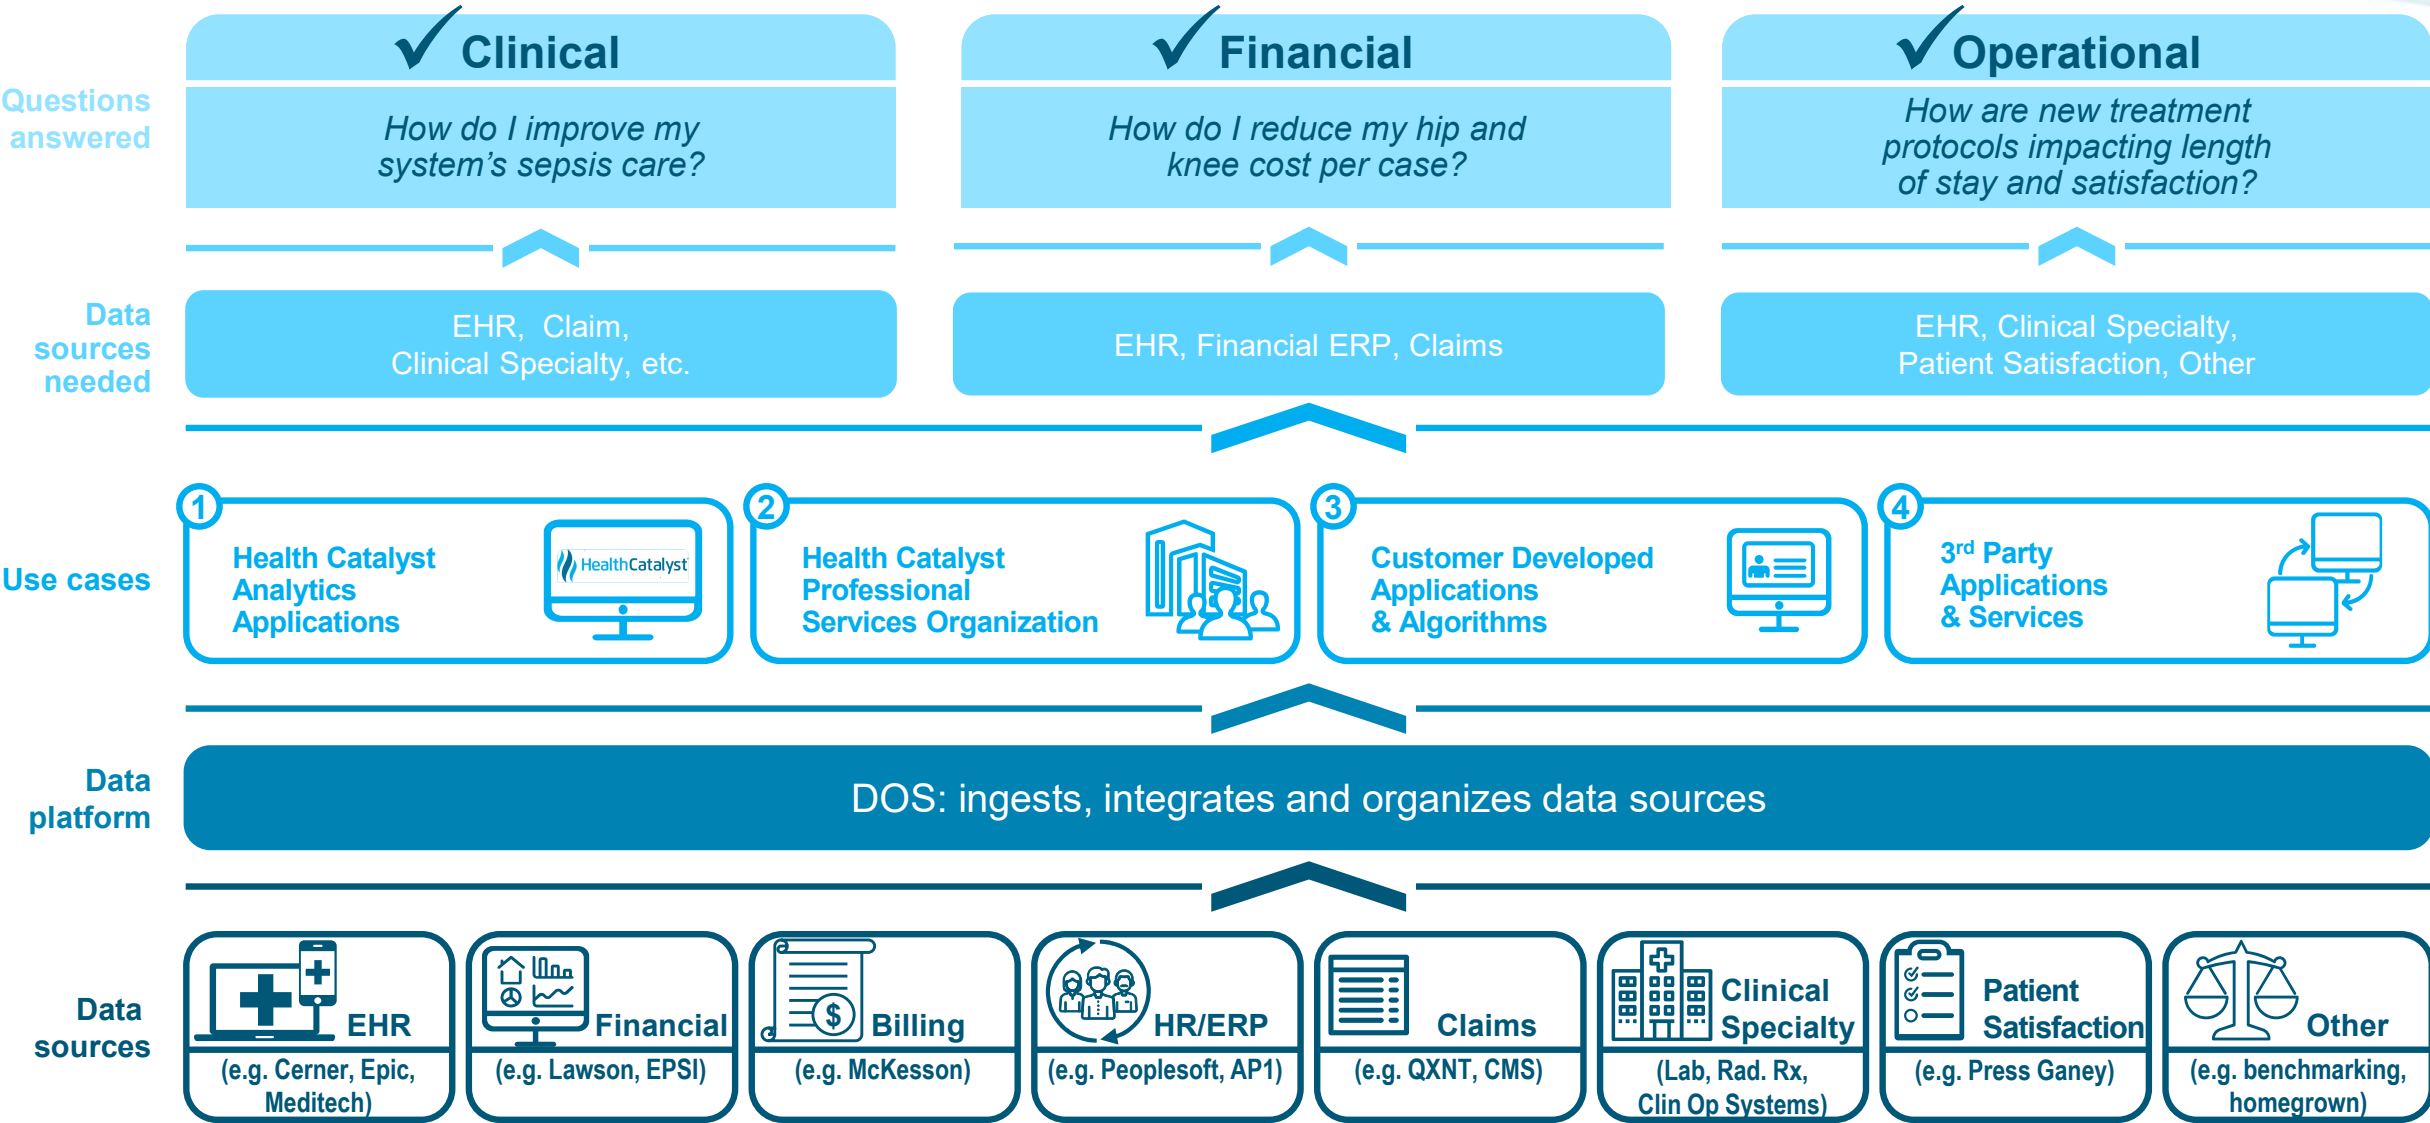 Clinical
Financial
Operational
Questions
answered
How do I improve my
system's sepsis care?
How do I reduce my hip and
knee cost per case?
How are new treatment
protocols impacting length
of stay and satisfaction?
Data
sources
needed
EHR, Claim,
Clinical Specialty, etc.
EHR, Financial ERP, Claims
EHR, Clinical Specialty,
Patient Satisfaction, Other
Use cases
1
Health Catalyst
Analytics
Applications
HealthCatalyst
2
Health Catalyst
Professional
Services Organization
3
Customer Developed
Applications
& Algorithms
4
3rd Party
Applications
& Services
Data
platform
DOS: ingests, integrates and organizes data sources
Data
sources
EHR
(e.g. Cerner, Epic,
Meditech)
Financial
(e.g. Lawson, EPSI)
$
Billing
(e.g. McKesson)
HR/ERP
(e.g. Peoplesoft, AP1)
Claims
(e.g. QXNT, CMS)
Clinical
Specialty
(Lab, Rad. Rx,
Clin Op Systems)
Patient
Satisfaction
(e.g. Press Ganey)
Other
(e.g. benchmarking,
homegrown)